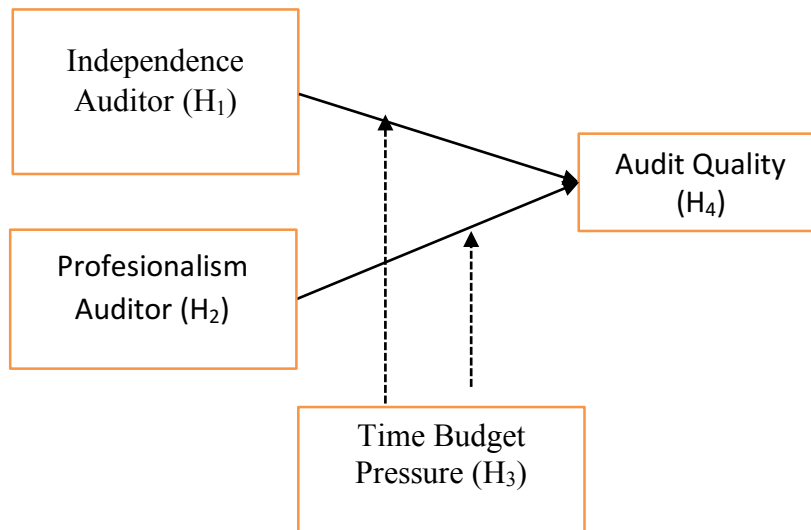 Independence
Auditor (H₁)
Audit Quality
(H₄)
Profesionalism
Auditor (H₂)
Time Budget
Pressure (H₃)